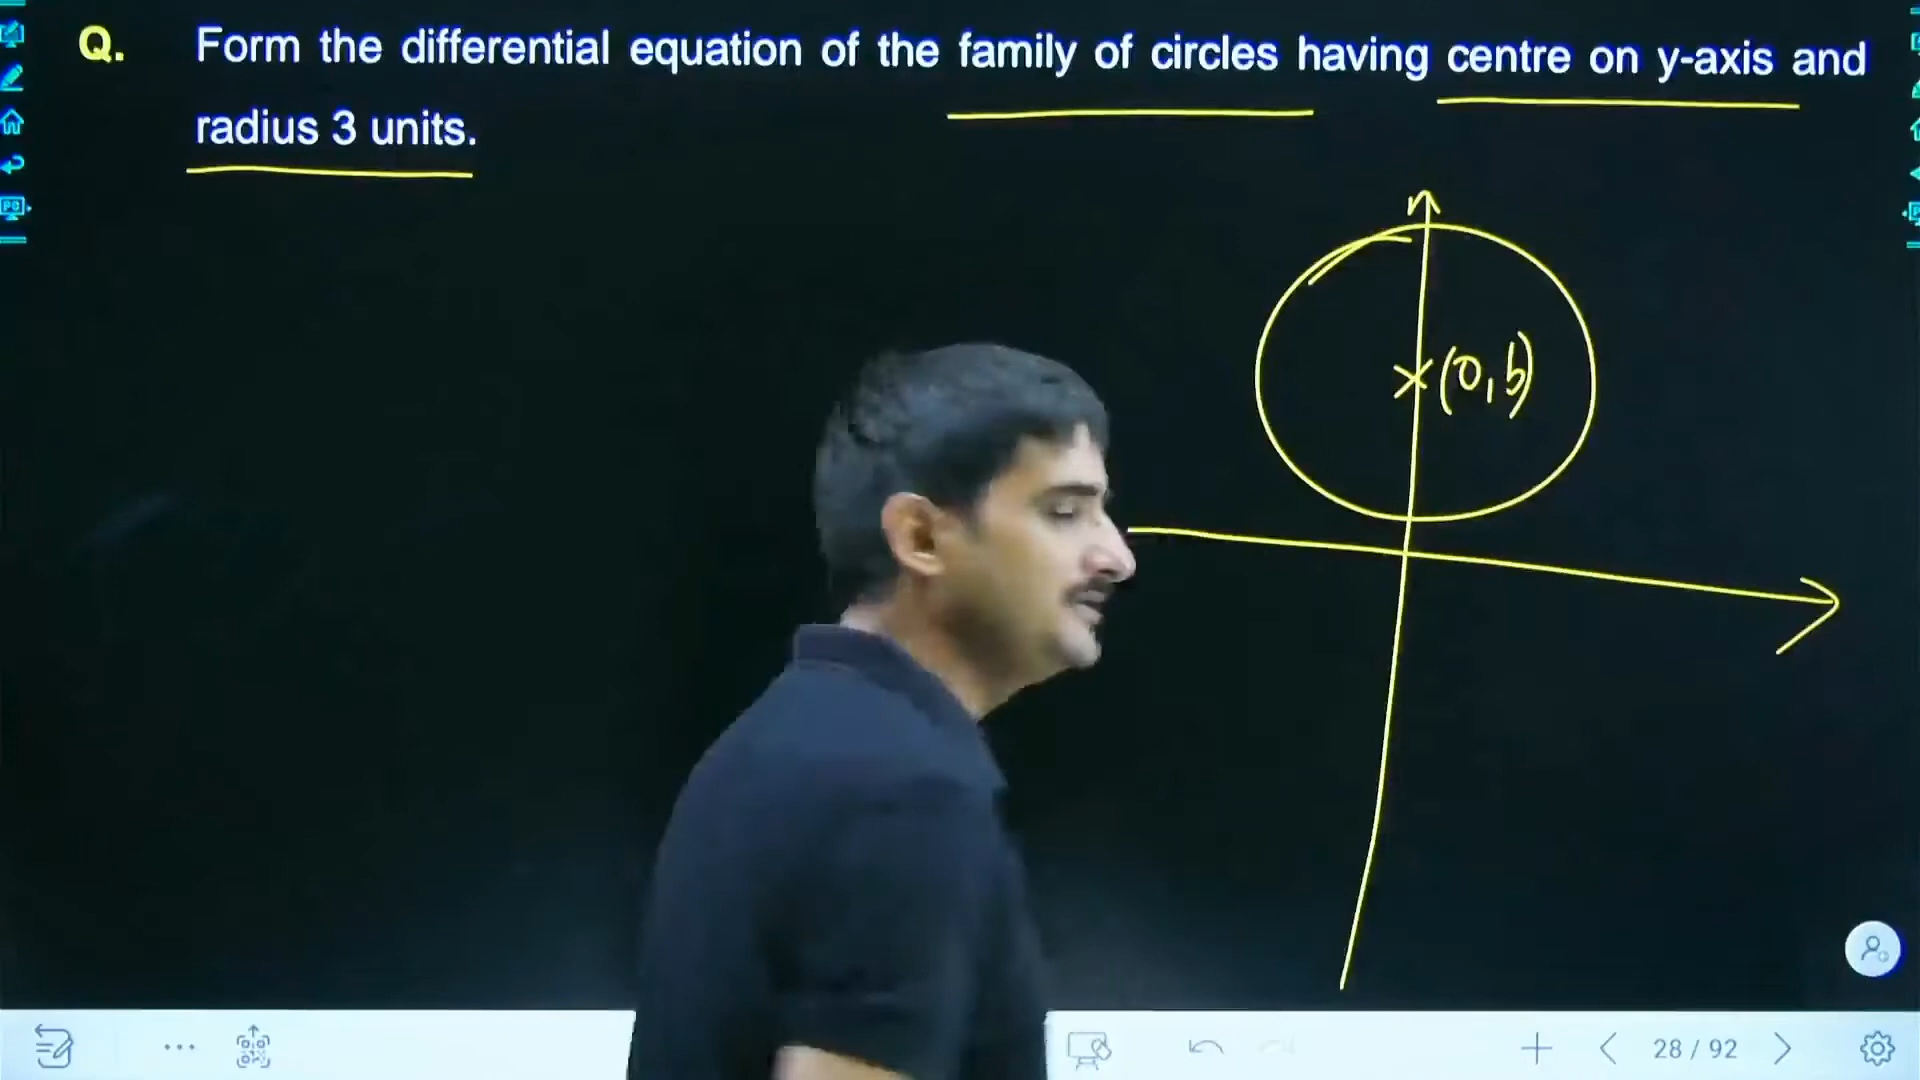 Q. Form the differential equation of the family of circles having centre on y-axis and
radius 3 units.
(0, b)
28 / 92